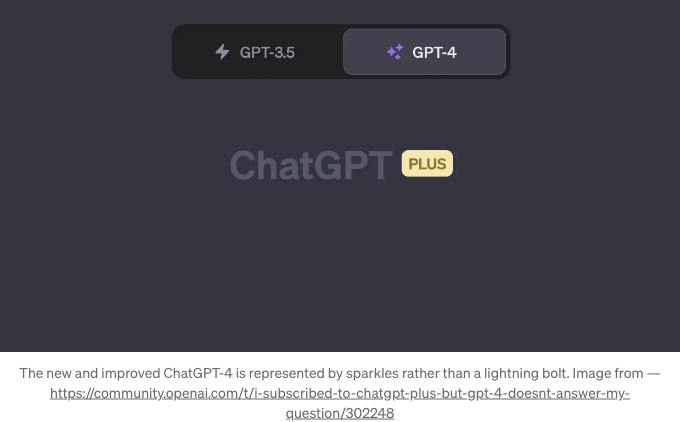 GPT-3.5 GPT-4
ChatGPT PLUS
The new and improved ChatGPT-4 is represented by sparkles rather than a lightning bolt. Image from —
https://community.openai.com/t/i-subscribed-to-chatgpt-plus-but-gpt-4-doesnt-answer-my-
question/302248